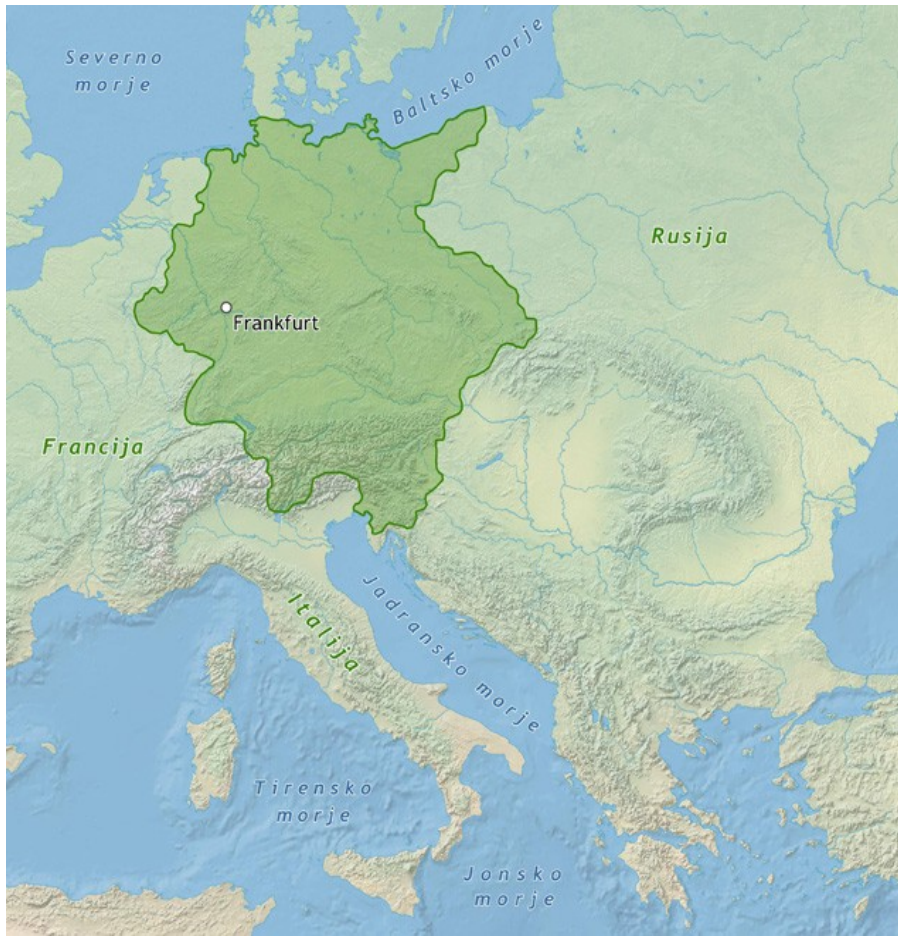 Severno
morje
Baltsko morje
Rusija
Frankfurt
Francija
Italija
Jadransko morje
Tirensko
morje
Jonsko
morje